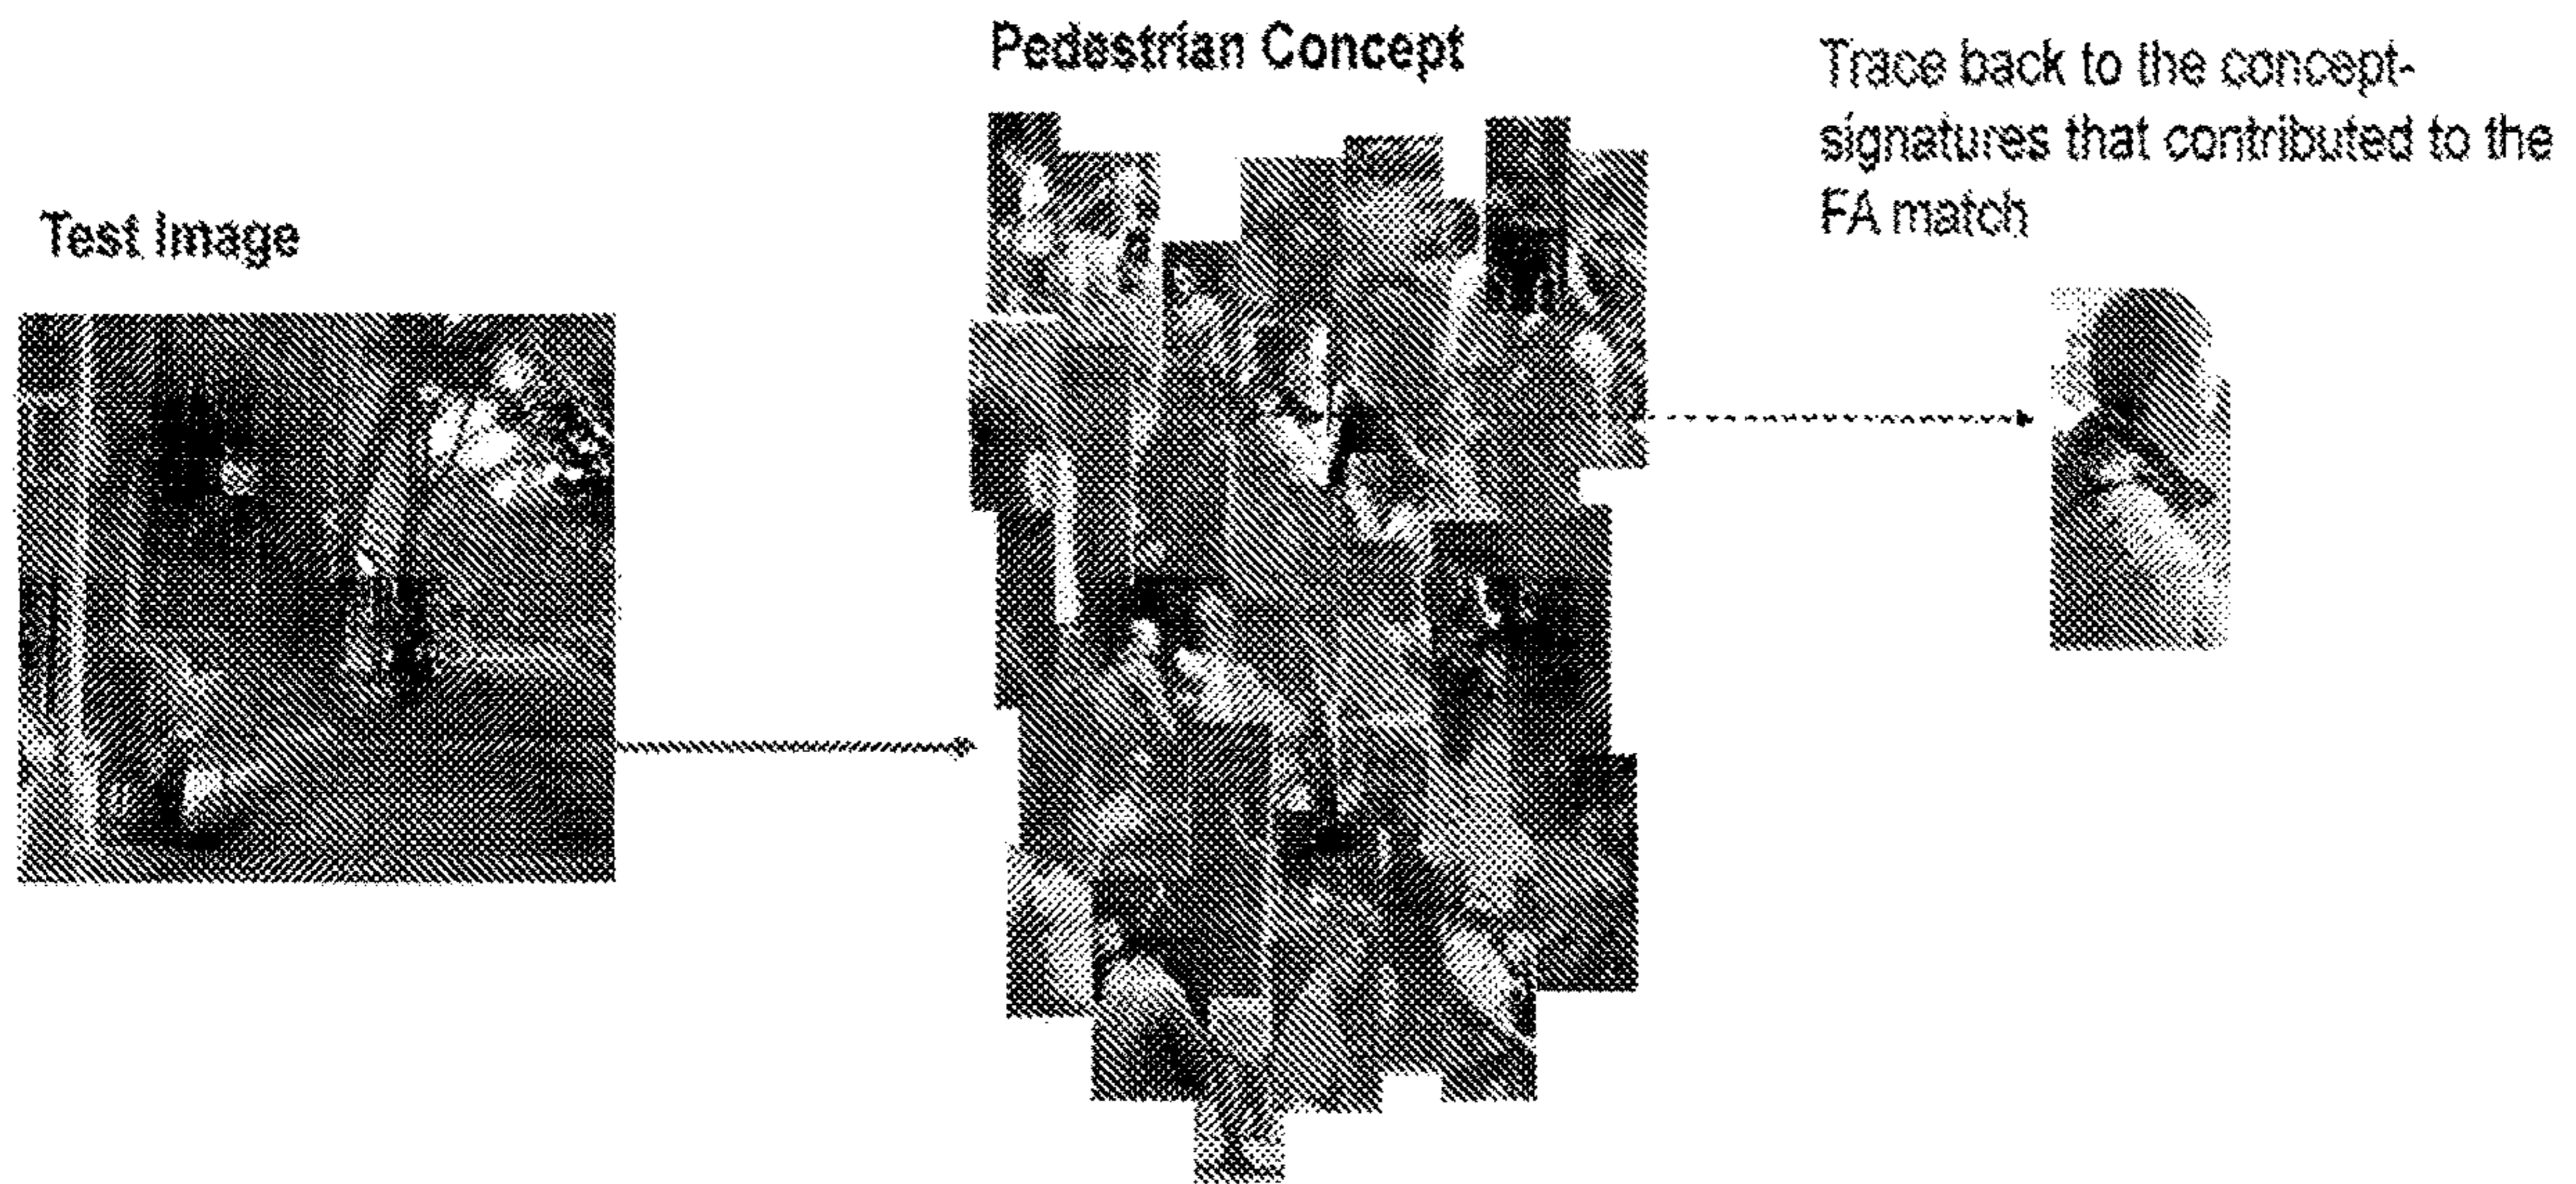 Pedestrian Concept
Trace back to the concept-
signatures that contributed to the
FA match
Test Image